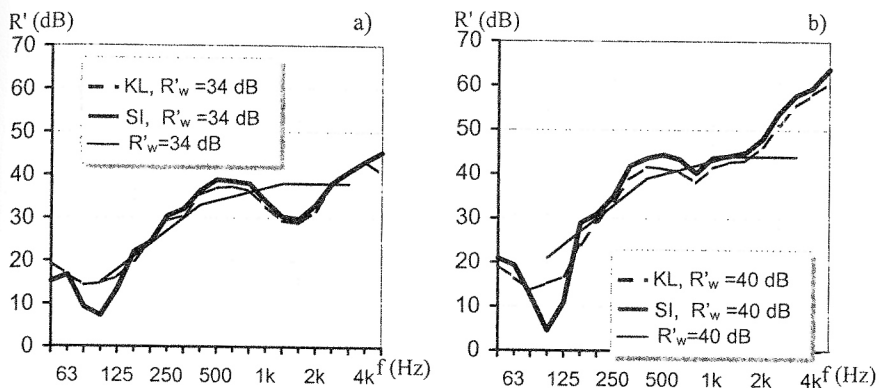 R' (dB)
a)
70
60
50
40
30
20
10
0
KL, R'w =34 dB
SI, R'w =34 dB
R'w=34 dB
63 125 250 500 1k 2k 4k f (Hz)
R' (dB)
b)
70
60
50
40
30
20
10
0
KL, R'w =40 dB
SI, R'w =40 dB
R'w=40 dB
63 125 250 500 1k 2k 4k f (Hz)